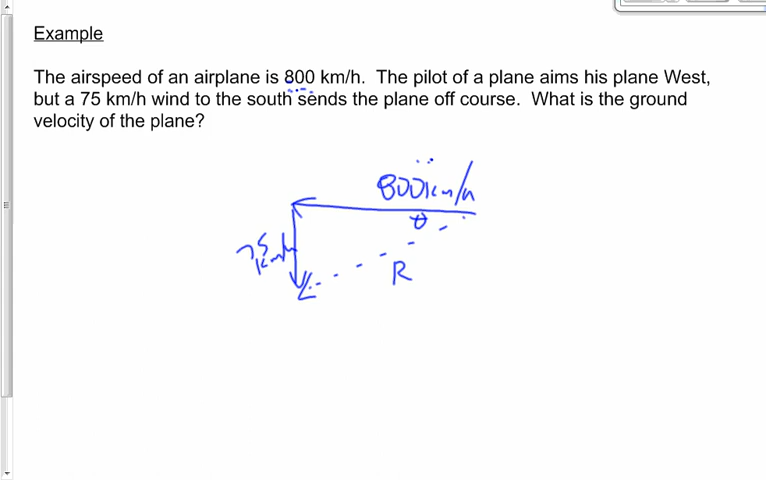 Example
The airspeed of an airplane is 800 km/h. The pilot of a plane aims his plane West,
but a 75 km/h wind to the south sends the plane off course. What is the ground
velocity of the plane?
800km/h
θ
75
km/h
R